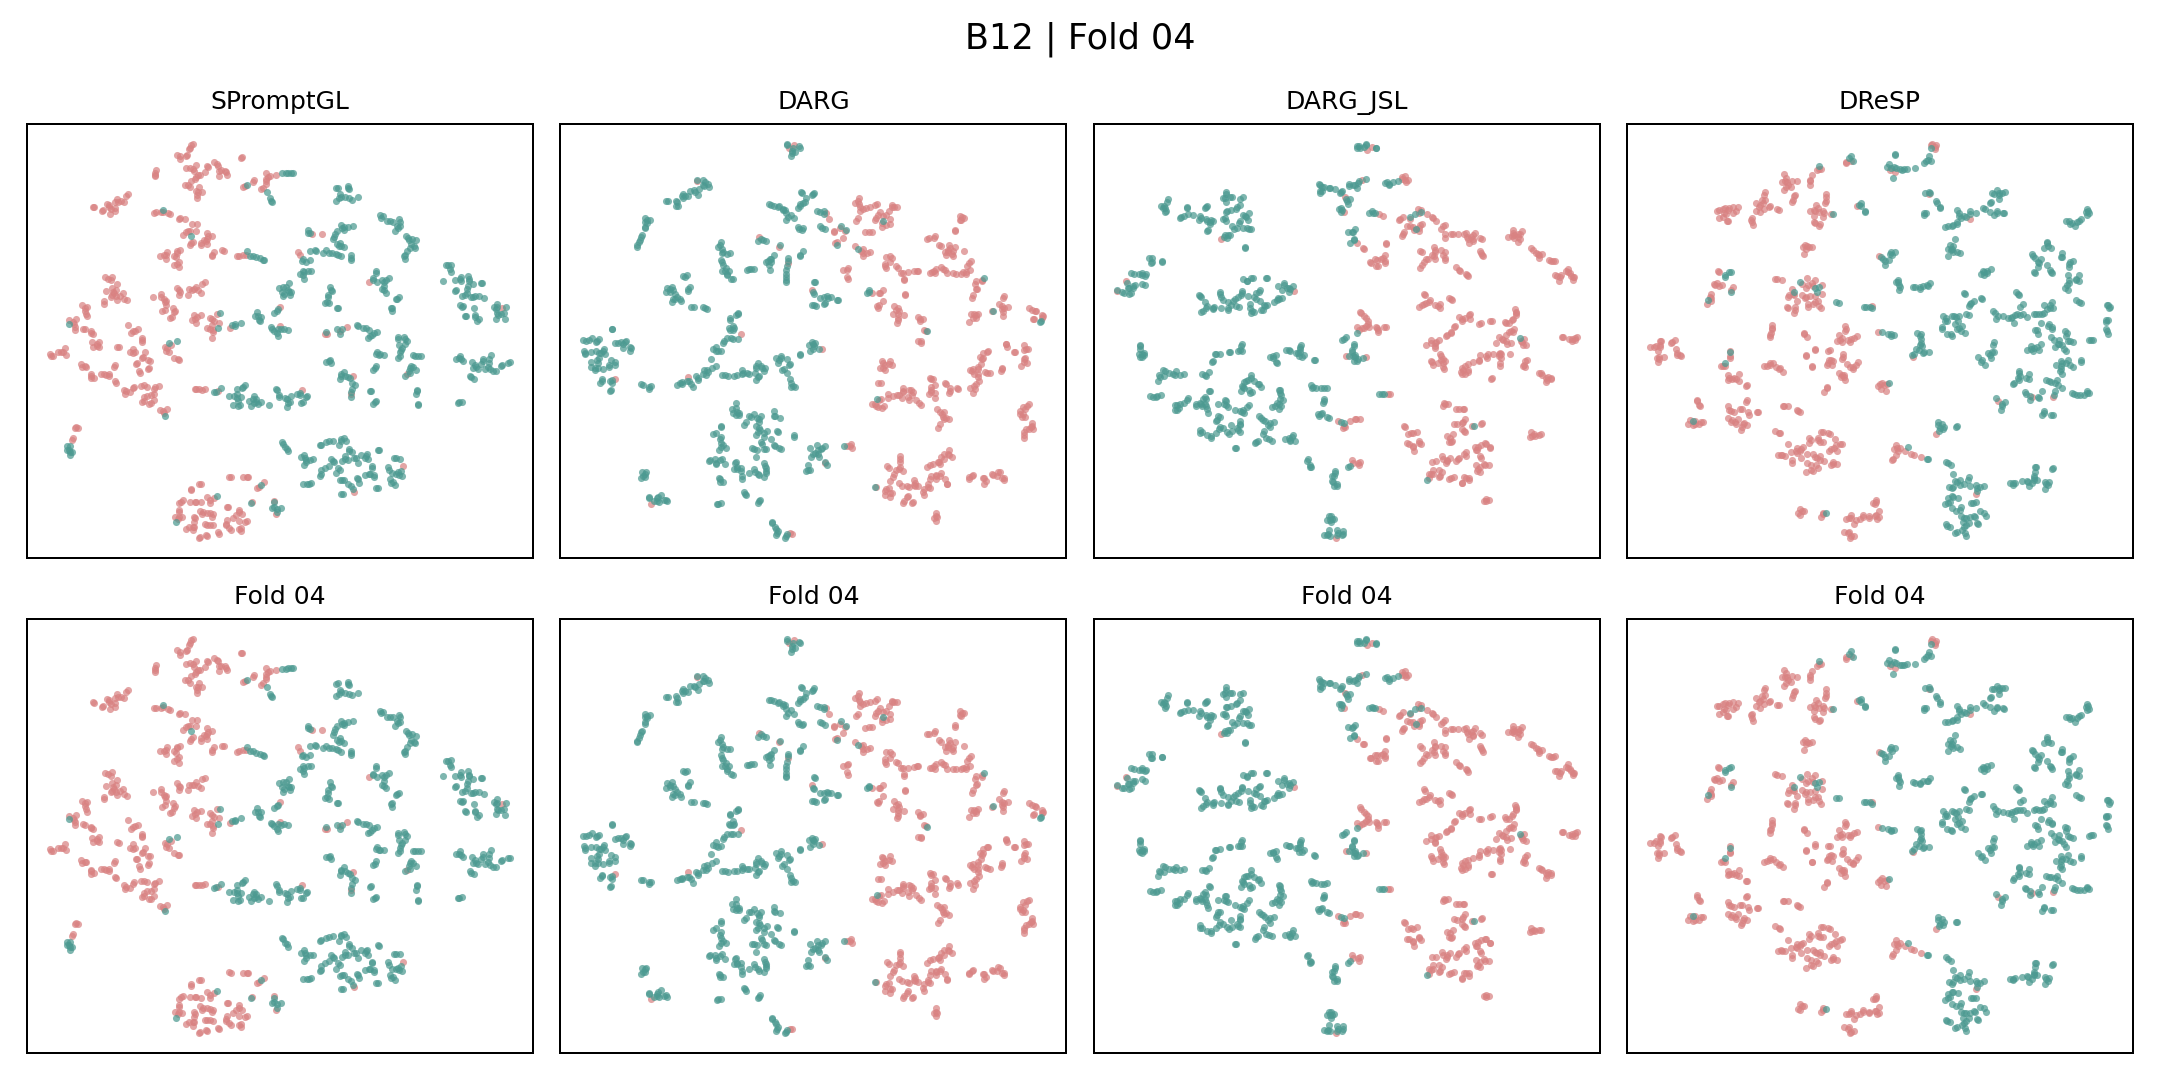 B12 | Fold 04
SPromptGL
DARG
DARG_JSL
DReSP
Fold 04
Fold 04
Fold 04
Fold 04